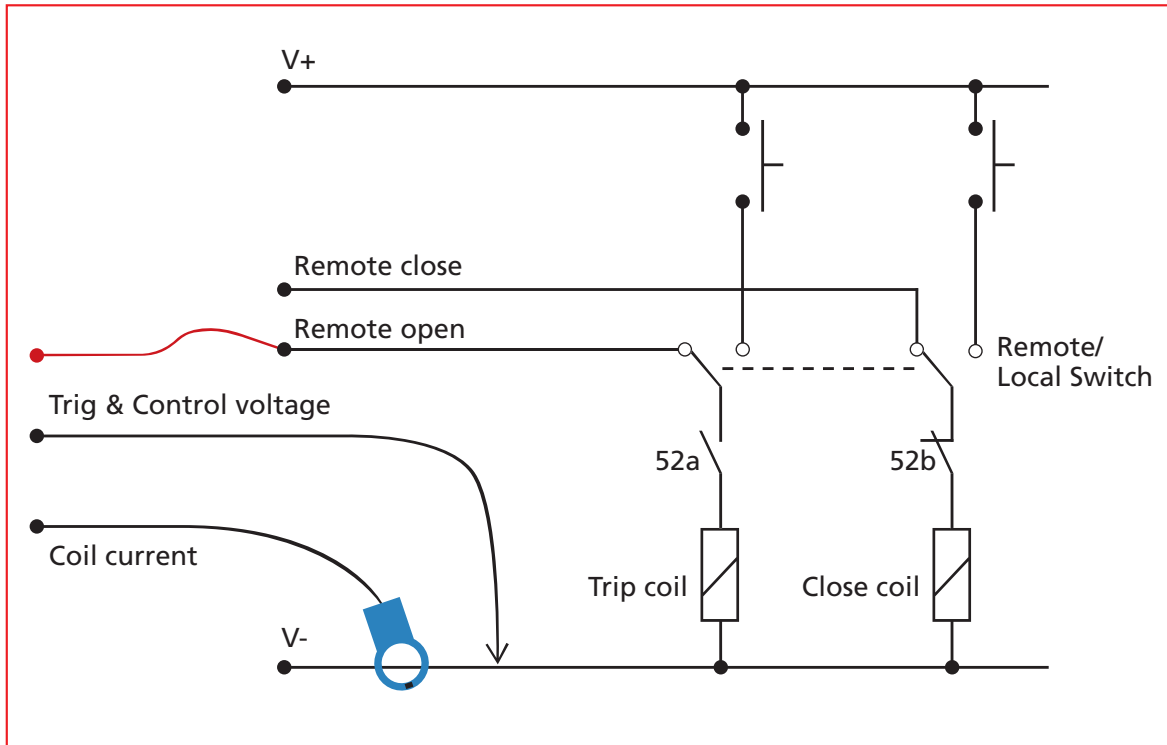 V+
Remote close
Remote open
Remote/
Local Switch
Trig & Control voltage
52a
52b
Coil current
Trip coil
Close coil
V-